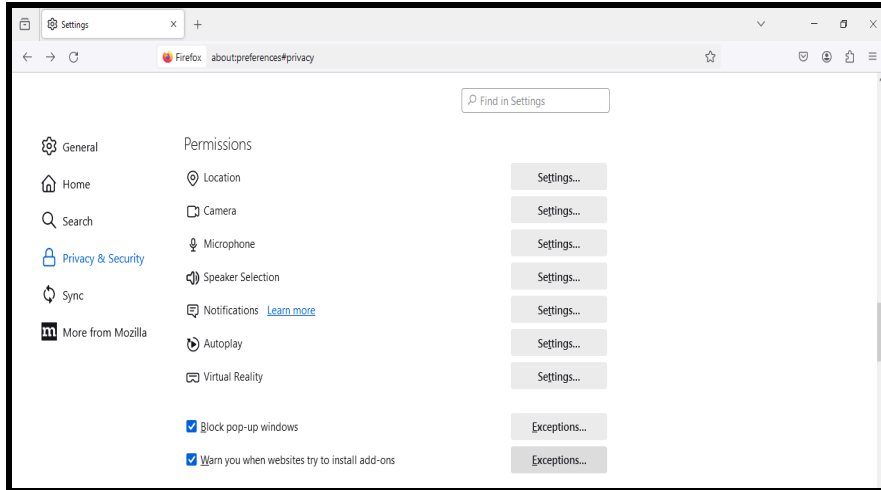 Settings
Firefox about:preferences#privacy
Find in Settings
General
Home
Search
Privacy & Security
Sync
m More from Mozilla
Permissions
Location Settings...
Camera Settings...
Microphone Settings...
Speaker Selection Settings...
Notifications Learn more Settings...
Autoplay Settings...
Virtual Reality Settings...
Block pop-up windows Exceptions...
Warn you when websites try to install add-ons Exceptions...